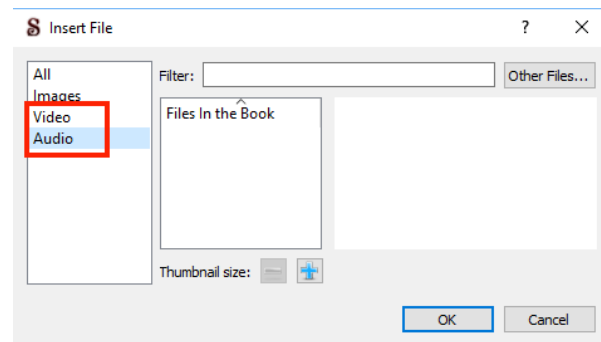 S Insert File ? X
All
Images
Video
Audio
Filter:
Other Files...
Files In the Book
Thumbnail size:
OK
Cancel